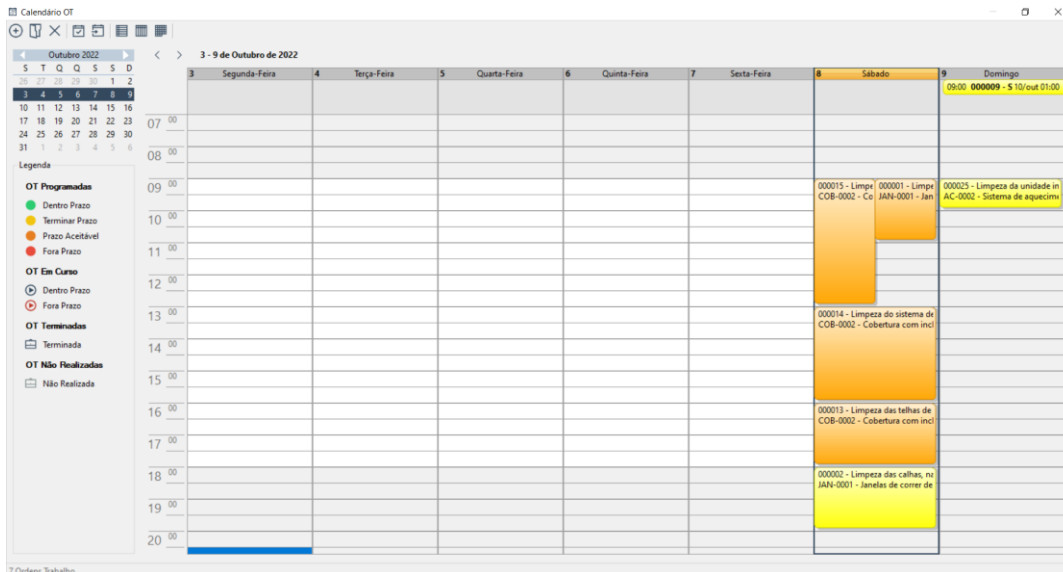 Calendário OT
Outubro 2022
S T Q Q S S D
26 27 28 29 30 1 2
3 4 5 6 7 8 9
10 11 12 13 14 15 16
17 18 19 20 21 22 23
24 25 26 27 28 29 30
31 1 2 3 4 5 6
Legenda
OT Programadas
Dentro Prazo
Terminar Prazo
Prazo Aceitável
Fora Prazo
OT Em Curso
Dentro Prazo
Fora Prazo
OT Terminadas
Terminada
OT Não Realizadas
Não Realizada
3 - 9 de Outubro de 2022
3 Segunda-Feira 4 Terça-Feira 5 Quarta-Feira 6 Quinta-Feira 7 Sexta-Feira 8 Sábado 9 Domingo
09:00 000009 - S 10/out 01:00
07 00
08 00
09 00
10 00
11 00
12 00
13 00
14 00
15 00
16 00
17 00
18 00
19 00
20 00
000015 - Limpe
COB-0002 - Co
000001 - Limpe
JAN-0001 - Jan
000025 - Limpeza da unidade in
AC-0002 - Sistema de aquecime
000014 - Limpeza do sistema de
COB-0002 - Cobertura com incl
000013 - Limpeza das telhas de
COB-0002 - Cobertura com incl
000002 - Limpeza das calhas, na
JAN-0001 - Janelas de correr de
7 Ordens Trabalho